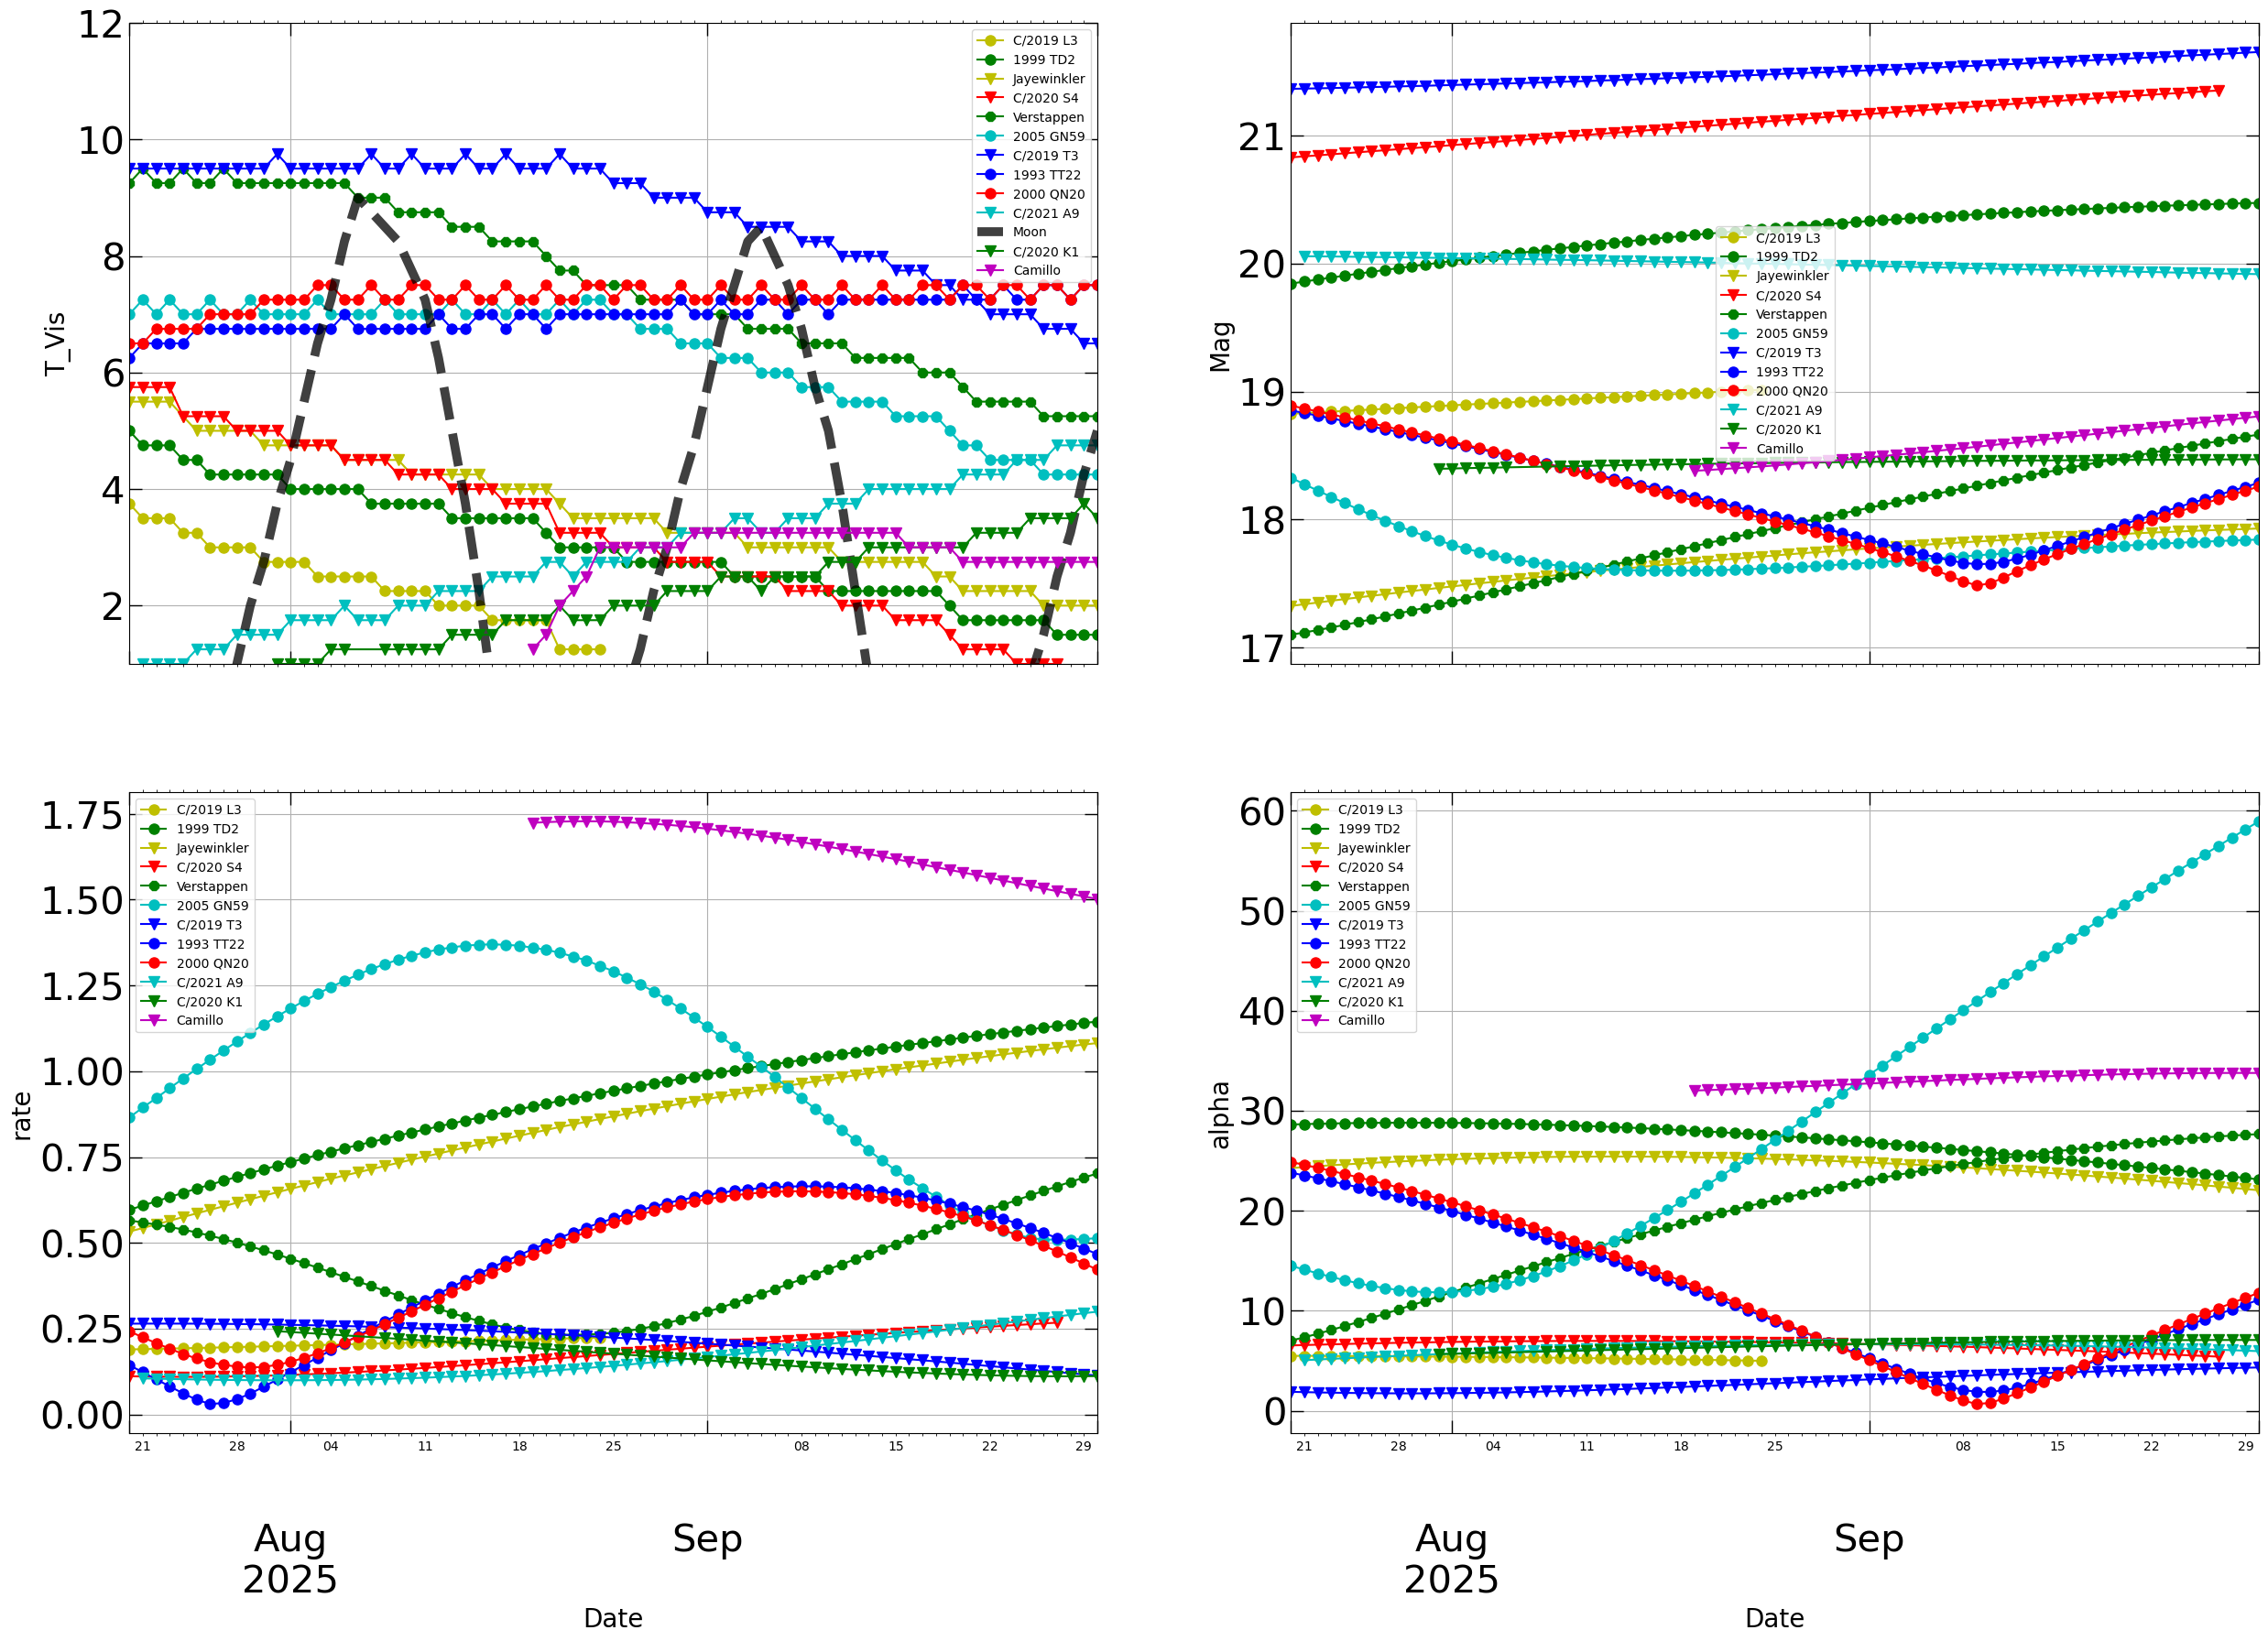 12
10
8
6
4
2
T_Vis
C/2019 L3
1999 TD2
Jayewinkler
C/2020 S4
Verstappen
2005 GN59
C/2019 T3
1993 TT22
2000 QN20
C/2021 A9
Moon
C/2020 K1
Camillo
21
20
19
18
17
Mag
C/2019 L3
1999 TD2
Jayewinkler
C/2020 S4
Verstappen
2005 GN59
C/2019 T3
1993 TT22
2000 QN20
C/2021 A9
C/2020 K1
Camillo
1.75
1.50
1.25
1.00
0.75
0.50
0.25
0.00
rate
C/2019 L3
1999 TD2
Jayewinkler
C/2020 S4
Verstappen
2005 GN59
C/2019 T3
1993 TT22
2000 QN20
C/2021 A9
C/2020 K1
Camillo
21 28 04 11 18 25 08 15 22 29
Aug Sep
2025
Date
60
50
40
30
20
10
0
alpha
C/2019 L3
1999 TD2
Jayewinkler
C/2020 S4
Verstappen
2005 GN59
C/2019 T3
1993 TT22
2000 QN20
C/2021 A9
C/2020 K1
Camillo
21 28 04 11 18 25 08 15 22 29
Aug Sep
2025
Date